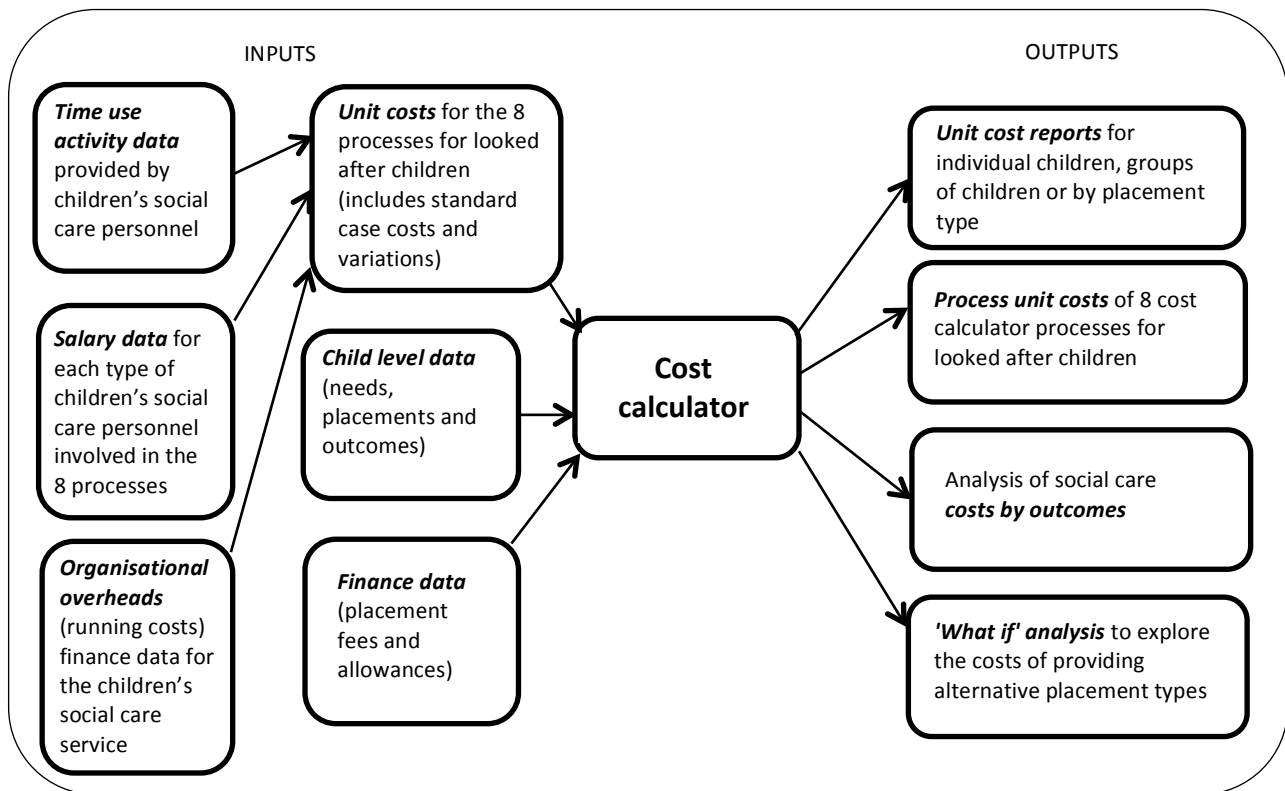 INPUTS
OUTPUTS
Time use
activity data
provided by
children’s social
care personnel
Salary data for
each type of
children’s social
care personnel
involved in the
8 processes
Organisational
overheads
(running costs)
finance data for
the children’s
social care
service
Unit costs for the 8
processes for looked
after children
(includes standard
case costs and
variations)
Child level data
(needs,
placements and
outcomes)
Finance data
(placement
fees and
allowances)
Cost
calculator
Unit cost reports for
individual children, groups
of children or by placement
type
Process unit costs of 8 cost
calculator processes for
looked after children
Analysis of social care
costs by outcomes
'What if' analysis to explore
the costs of providing
alternative placement types